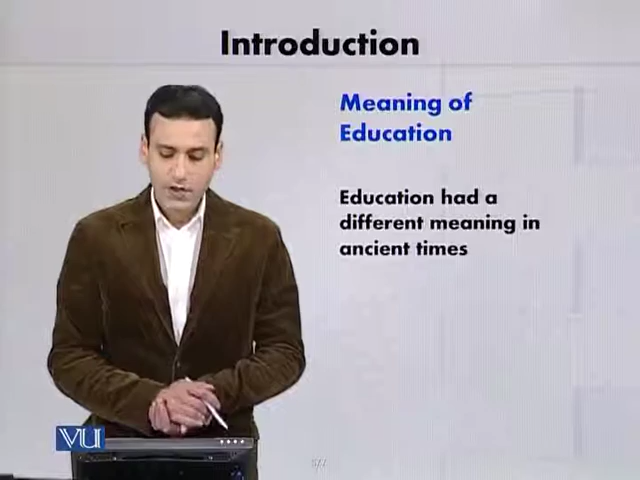 Introduction
Meaning of
Education
Education had a
different meaning in
ancient times
VU